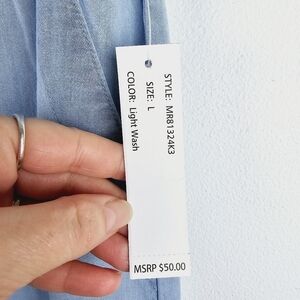 STYLE: MR81324K3
SIZE: L
COLOR: Light Wash
MSRP $50.00